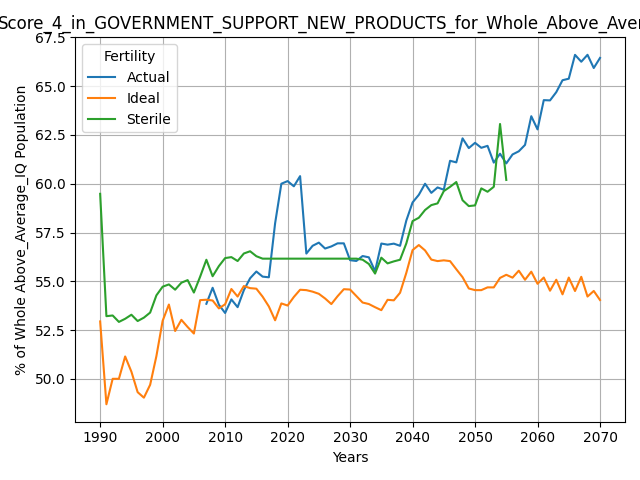 Score_4_in_GOVERNMENT_SUPPORT_NEW_PRODUCTS_for_Whole_Above_Aver
Fertility
Actual
Ideal
Sterile
% of Whole Above_Average_IQ Population
67.5
65.0
62.5
60.0
57.5
55.0
52.5
50.0
1990 2000 2010 2020 2030 2040 2050 2060 2070
Years